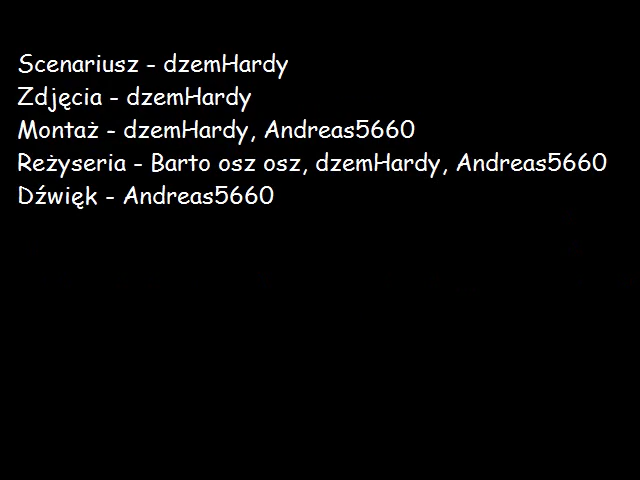 Scenariusz - dzemHardy
Zdjęcia - dzemHardy
Montaż - dzemHardy, Andreas5660
Reżyseria - Barto osz osz, dzemHardy, Andreas5660
Dźwięk - Andreas5660